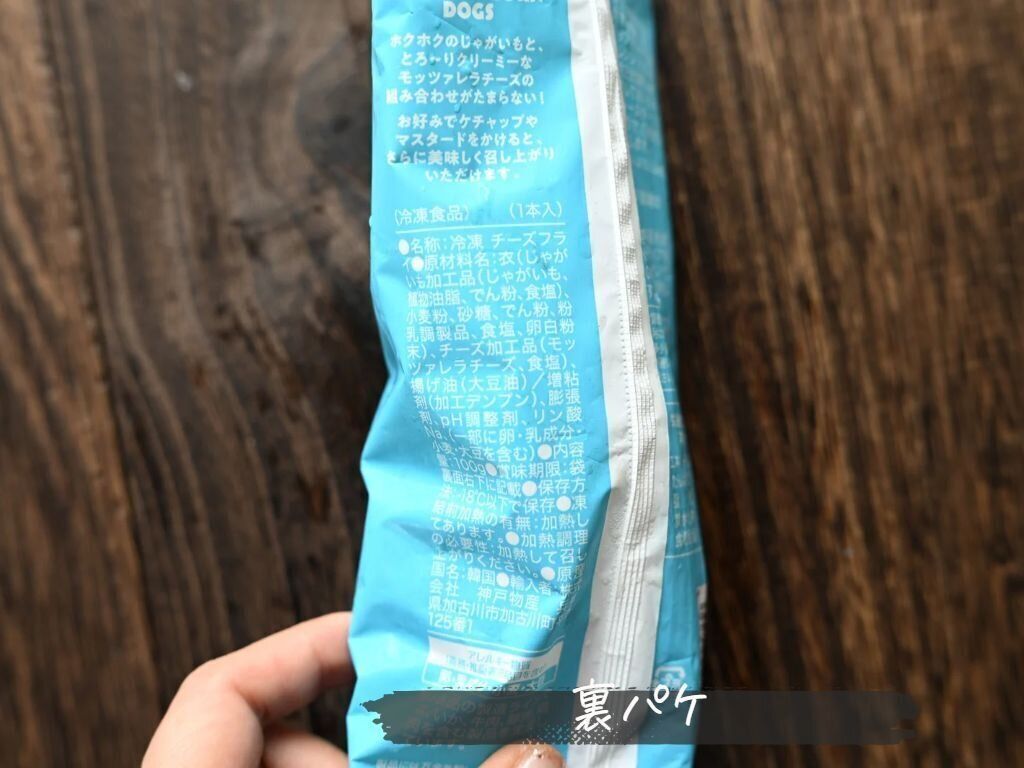 DOGS
ホクホクのじゃがいもと、
とろ～りクリーミーな
モッツァレラチーズの
組み合わせがたまらない！
お好みでケチャップや
マスタードをかけると、
さらに美味しく召し上がり
いただけます。
（冷凍食品） （1本入）
●名称：冷凍 チーズフラ
イ●原材料名：衣（じゃが
いも加工品（じゃがいも、
植物油脂、でん粉、食塩）、
小麦粉、砂糖、でん粉、粉
乳調製品、食塩、卵白粉
末）、チーズ加工品（モッ
ツァレラチーズ、食塩）、
揚げ油（大豆油）／増粘
剤（加工デンプン）、膨張
剤、pH調整剤、リン酸
Na、（一部に卵・乳成分・
小麦・大豆を含む）●内容
量：100g●賞味期限：袋
裏面右下に記載●保存方
法：-18℃以下で保存●凍
結前加熱の有無：加熱し
てあります。●加熱調理
の必要性：加熱して召し
上がりください。●原産
国名：韓国●輸入者：株式
会社 神戸物産
県加古川市加古川町
125番1
アレルギー物質
裏パケ